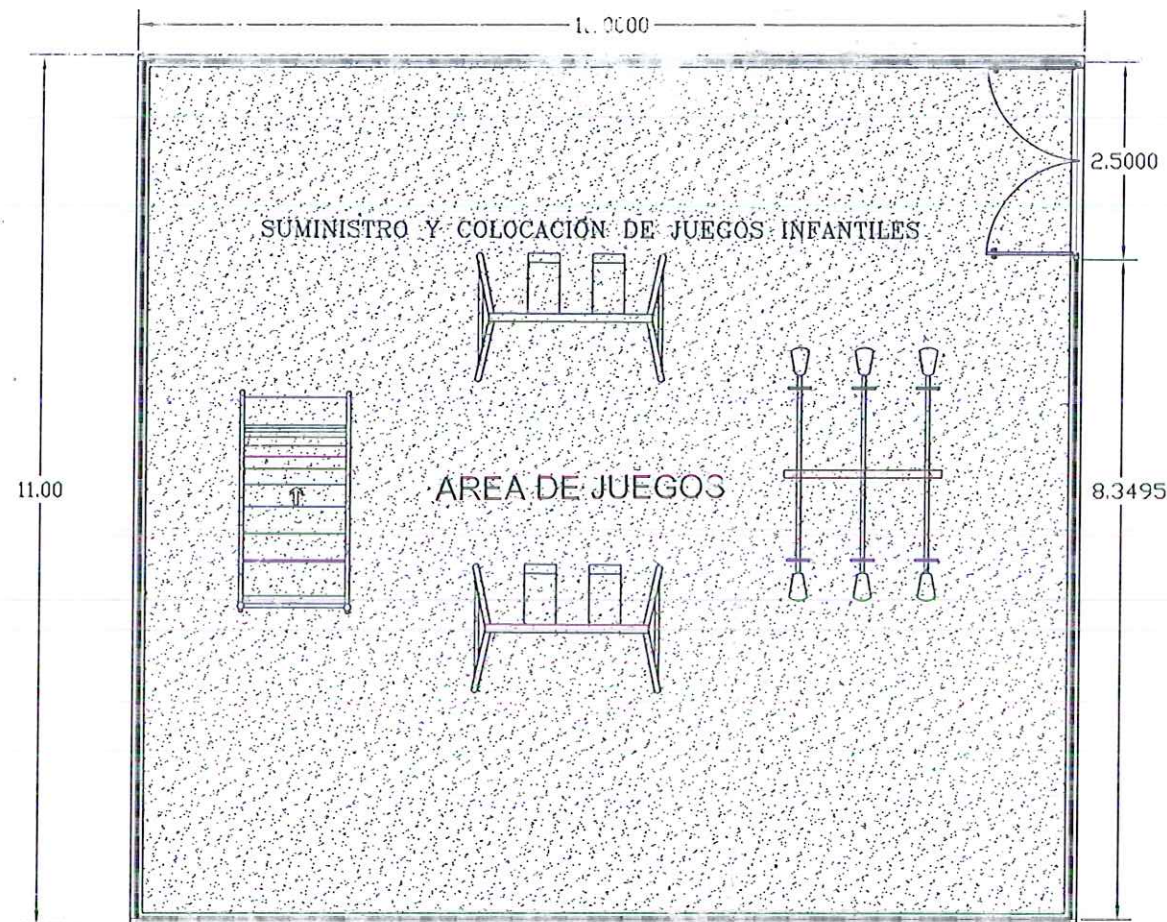 2.5000
SUMINISTRO Y COLOCACIÓN DE JUEGOS INFANTILES
11.00
AREA DE JUEGOS
8.3495